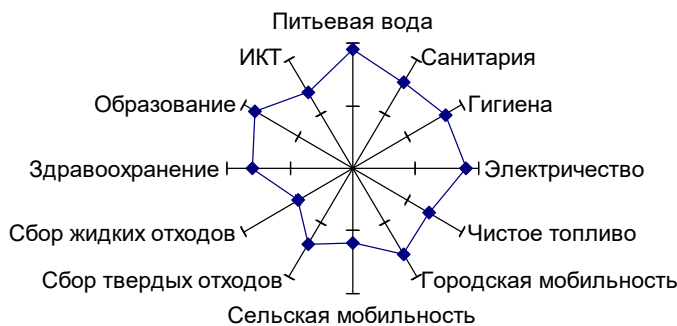 Питьевая вода
ИКТ
Санитария
Образование
Гигиена
Здравоохранение
Электричество
Сбор жидких отходов
Чистое топливо
Сбор твердых отходов
Городская мобильность
Сельская мобильность